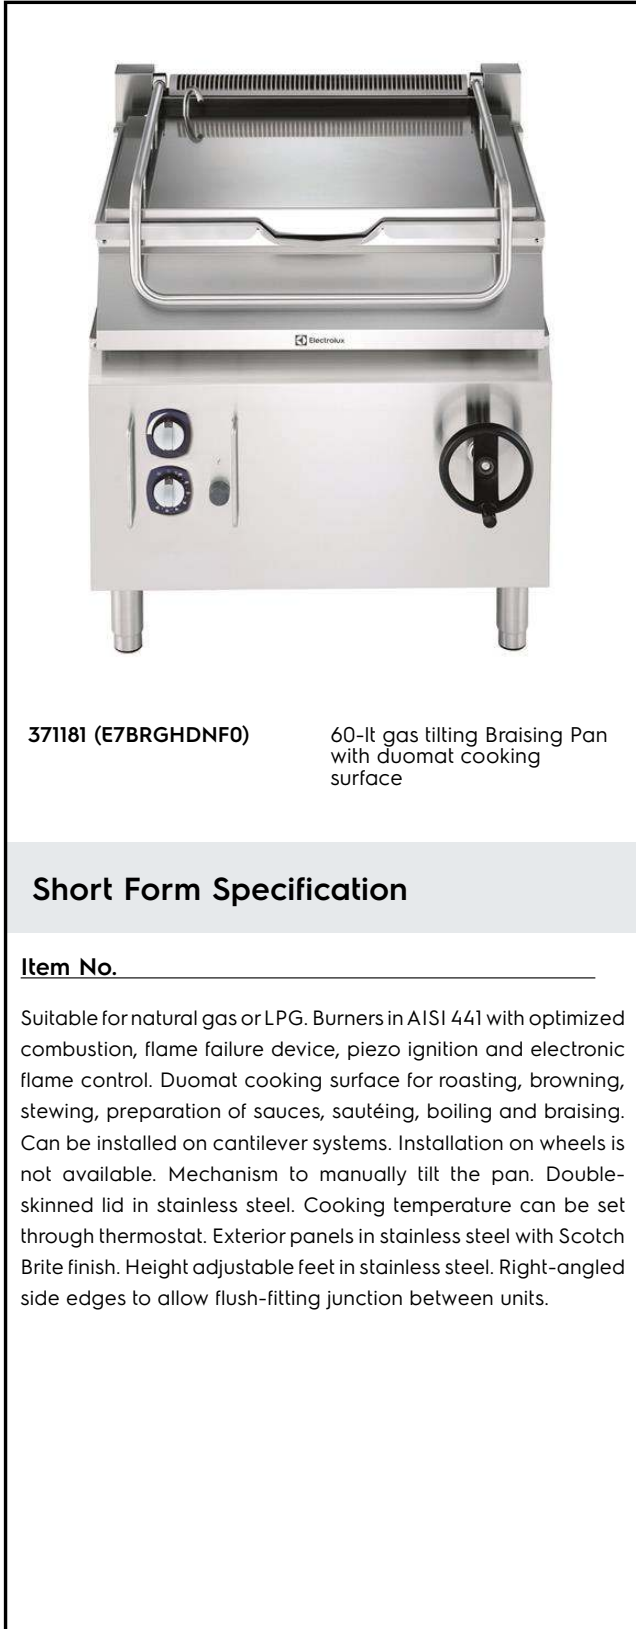 Electrolux
371181 (E7BRGHDNF0)
60-lt gas tilting Braising Pan
with duomat cooking
surface
Short Form Specification
Item No.
Suitable for natural gas or LPG. Burners in AISI 441 with optimized
combustion, flame failure device, piezo ignition and electronic
flame control. Duomat cooking surface for roasting, browning,
stewing, preparation of sauces, sautéing, boiling and braising.
Can be installed on cantilever systems. Installation on wheels is
not available. Mechanism to manually tilt the pan. Double-
skinned lid in stainless steel. Cooking temperature can be set
through thermostat. Exterior panels in stainless steel with Scotch
Brite finish. Height adjustable feet in stainless steel. Right-angled
side edges to allow flush-fitting junction between units.